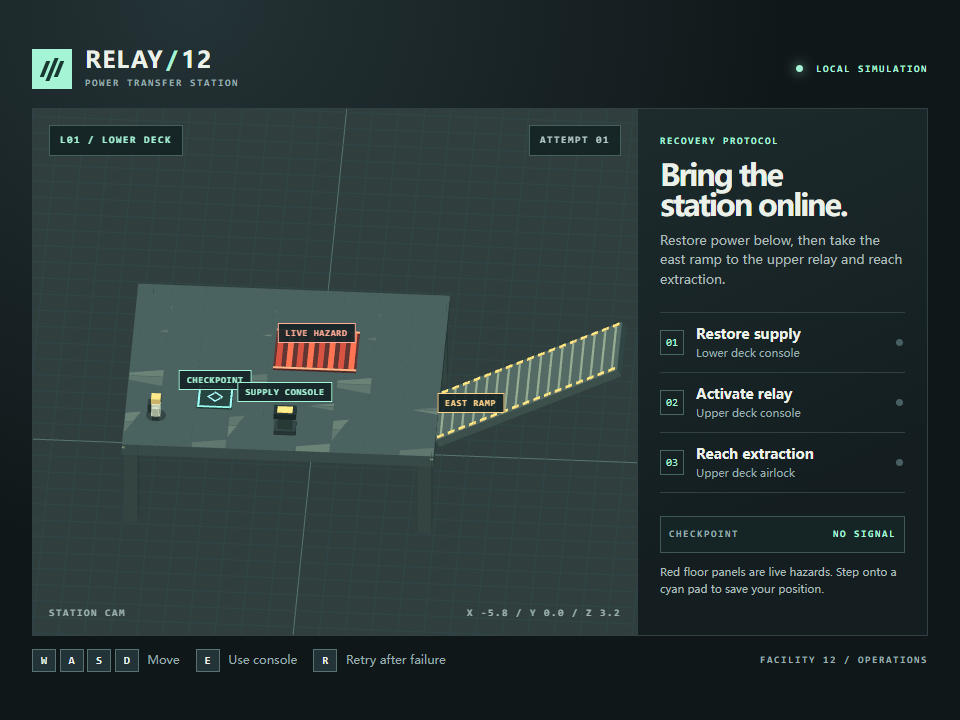 RELAY/12
POWER TRANSFER STATION
LOCAL SIMULATION
L01 / LOWER DECK
ATTEMPT 01
LIVE HAZARD
CHECKPOINT
SUPPLY CONSOLE
EAST RAMP
STATION CAM
X -5.8 / Y 0.0 / Z 3.2
RECOVERY PROTOCOL
Bring the
station online.
Restore power below, then take the
east ramp to the upper relay and reach
extraction.
01 Restore supply
Lower deck console
02 Activate relay
Upper deck console
03 Reach extraction
Upper deck airlock
CHECKPOINT NO SIGNAL
Red floor panels are live hazards. Step onto a
cyan pad to save your position.
W A S D Move E Use console R Retry after failure
FACILITY 12 / OPERATIONS